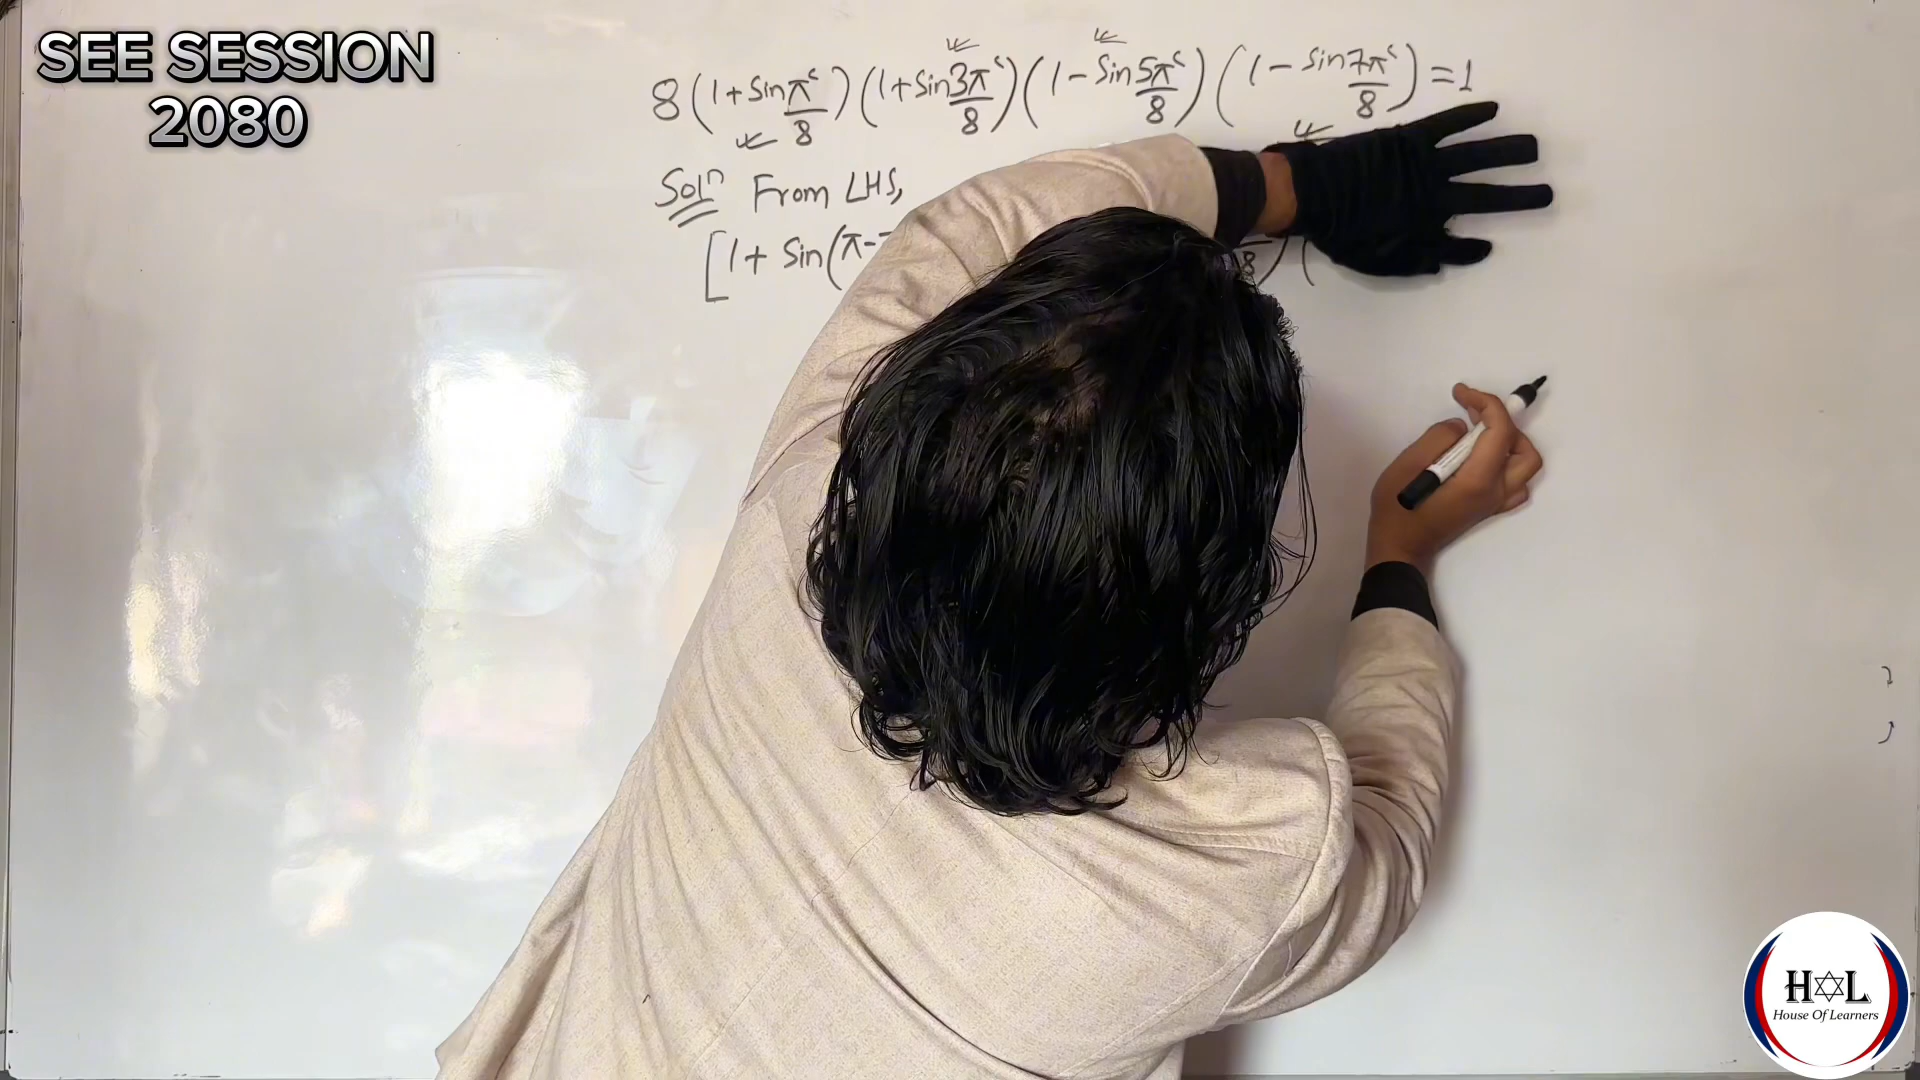 SEE SESSION
2080
8(1+Sin π^c/8)(1+Sin 3π^c/8)(1-Sin 5π^c/8)(1-Sin 7π^c/8)=1
Solⁿ From LHS,
[1+ Sin(π-
8)(
H L
House Of Learners